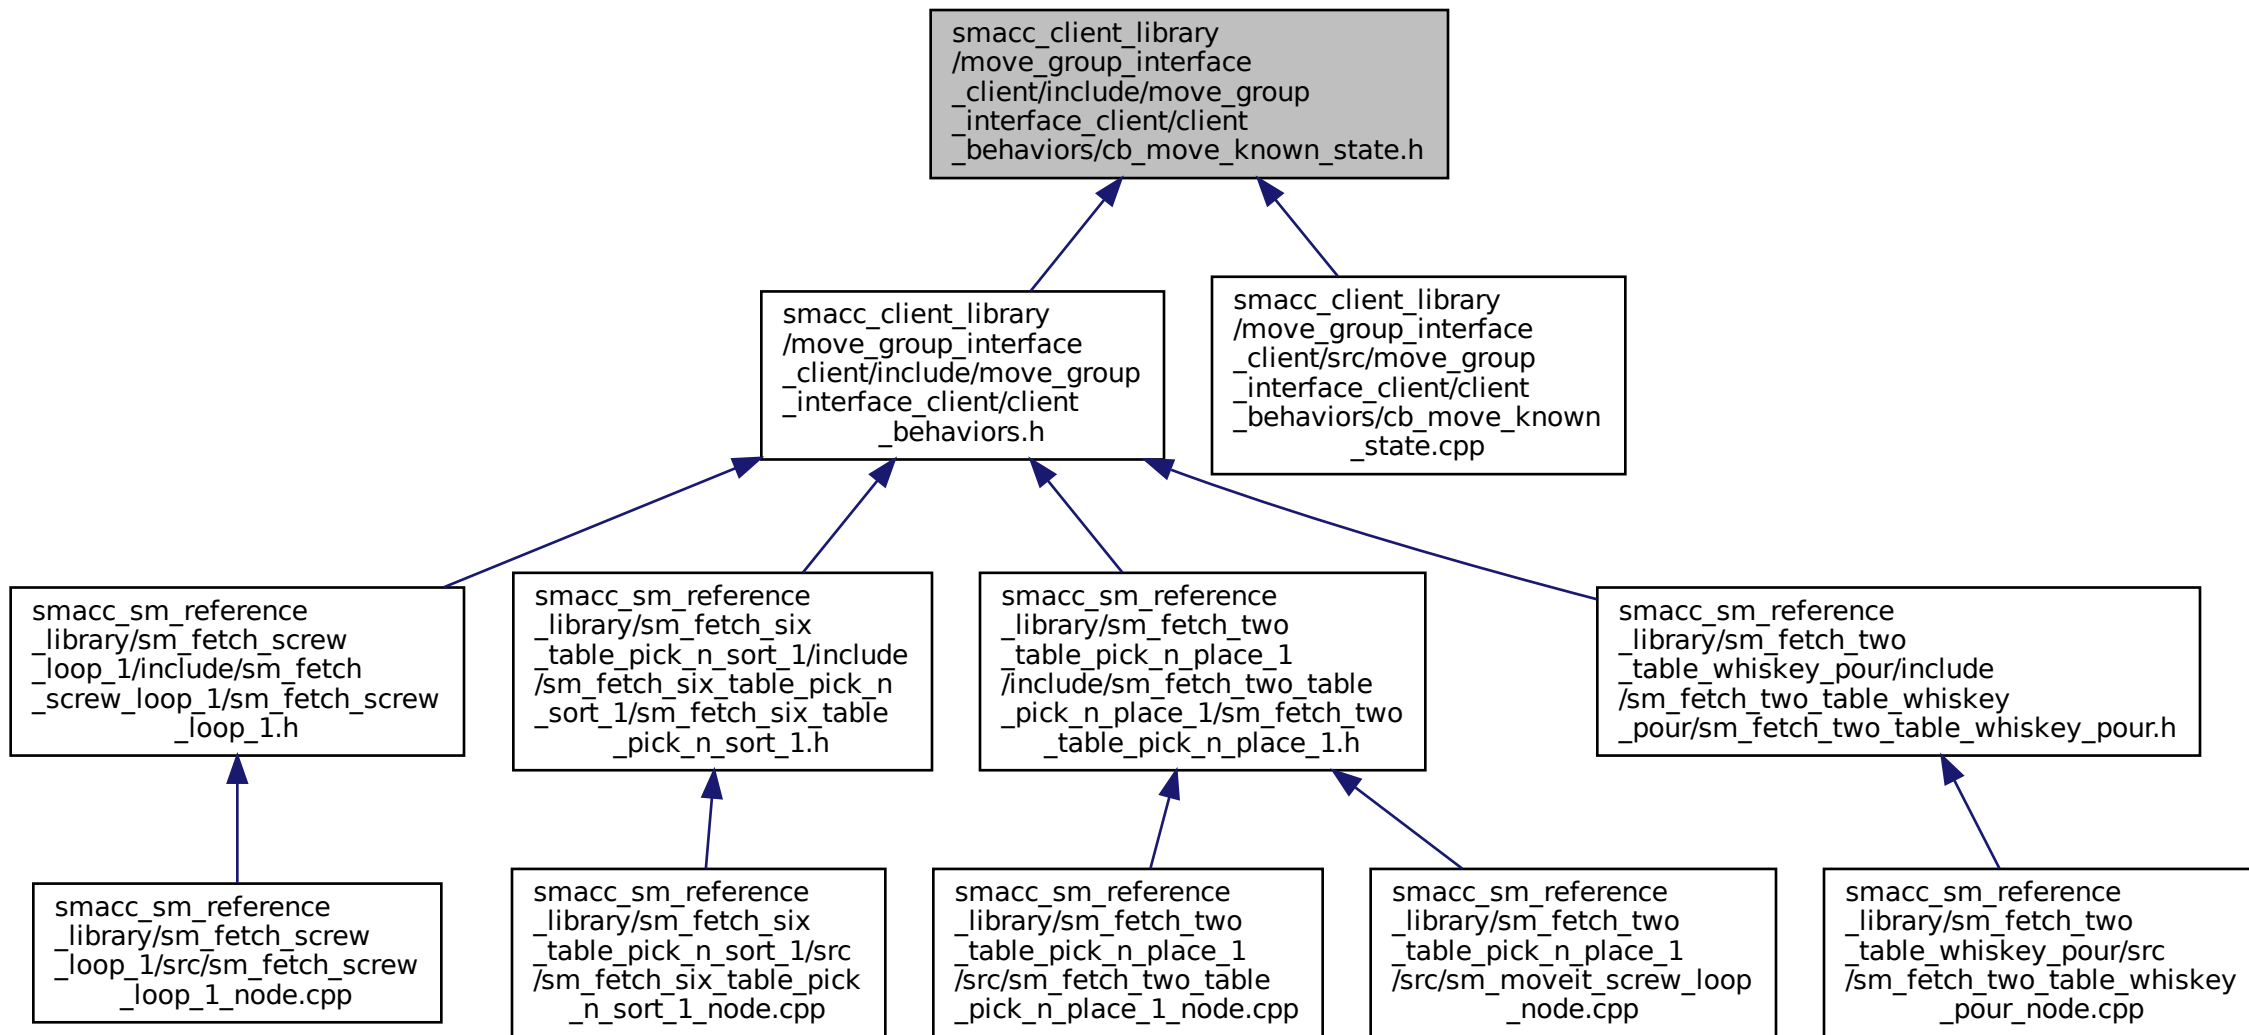 smacc_client_library
/move_group_interface
_client/include/move_group
_interface_client/client
_behaviors/cb_move_known_state.h
smacc_client_library
/move_group_interface
_client/include/move_group
_interface_client/client
_behaviors.h
smacc_client_library
/move_group_interface
_client/src/move_group
_interface_client/client
_behaviors/cb_move_known
_state.cpp
smacc_sm_reference
_library/sm_fetch_screw
_loop_1/include/sm_fetch
_screw_loop_1/sm_fetch_screw
_loop_1.h
smacc_sm_reference
_library/sm_fetch_six
_table_pick_n_sort_1/include
/sm_fetch_six_table_pick_n
_sort_1/sm_fetch_six_table
_pick_n_sort_1.h
smacc_sm_reference
_library/sm_fetch_two
_table_pick_n_place_1
/include/sm_fetch_two_table
_pick_n_place_1/sm_fetch_two
_table_pick_n_place_1.h
smacc_sm_reference
_library/sm_fetch_two
_table_whiskey_pour/include
/sm_fetch_two_table_whiskey
_pour/sm_fetch_two_table_whiskey_pour.h
smacc_sm_reference
_library/sm_fetch_screw
_loop_1/src/sm_fetch_screw
_loop_1_node.cpp
smacc_sm_reference
_library/sm_fetch_six
_table_pick_n_sort_1/src
/sm_fetch_six_table_pick
_n_sort_1_node.cpp
smacc_sm_reference
_library/sm_fetch_two
_table_pick_n_place_1
/src/sm_fetch_two_table
_pick_n_place_1_node.cpp
smacc_sm_reference
_library/sm_fetch_two
_table_pick_n_place_1
/src/sm_moveit_screw_loop
_node.cpp
smacc_sm_reference
_library/sm_fetch_two
_table_whiskey_pour/src
/sm_fetch_two_table_whiskey
_pour_node.cpp